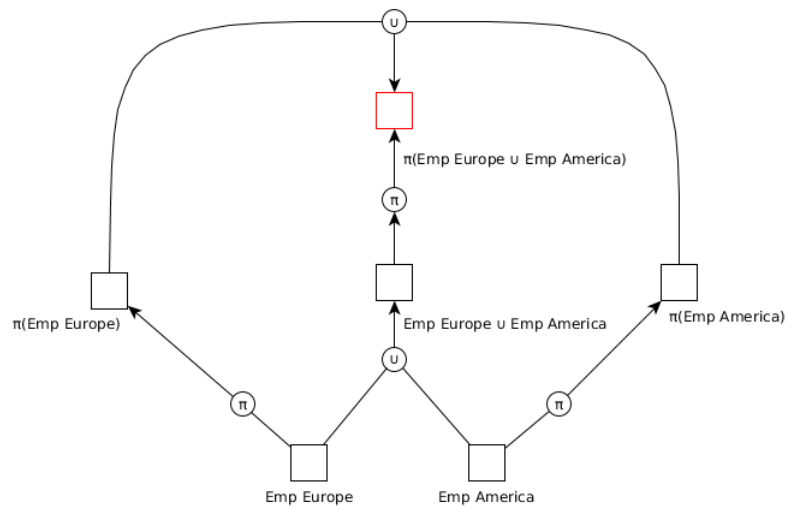 ∪
π(Emp Europe ∪ Emp America)
π
π(Emp Europe)
Emp Europe ∪ Emp America
π(Emp America)
∪
π
π
Emp Europe
Emp America